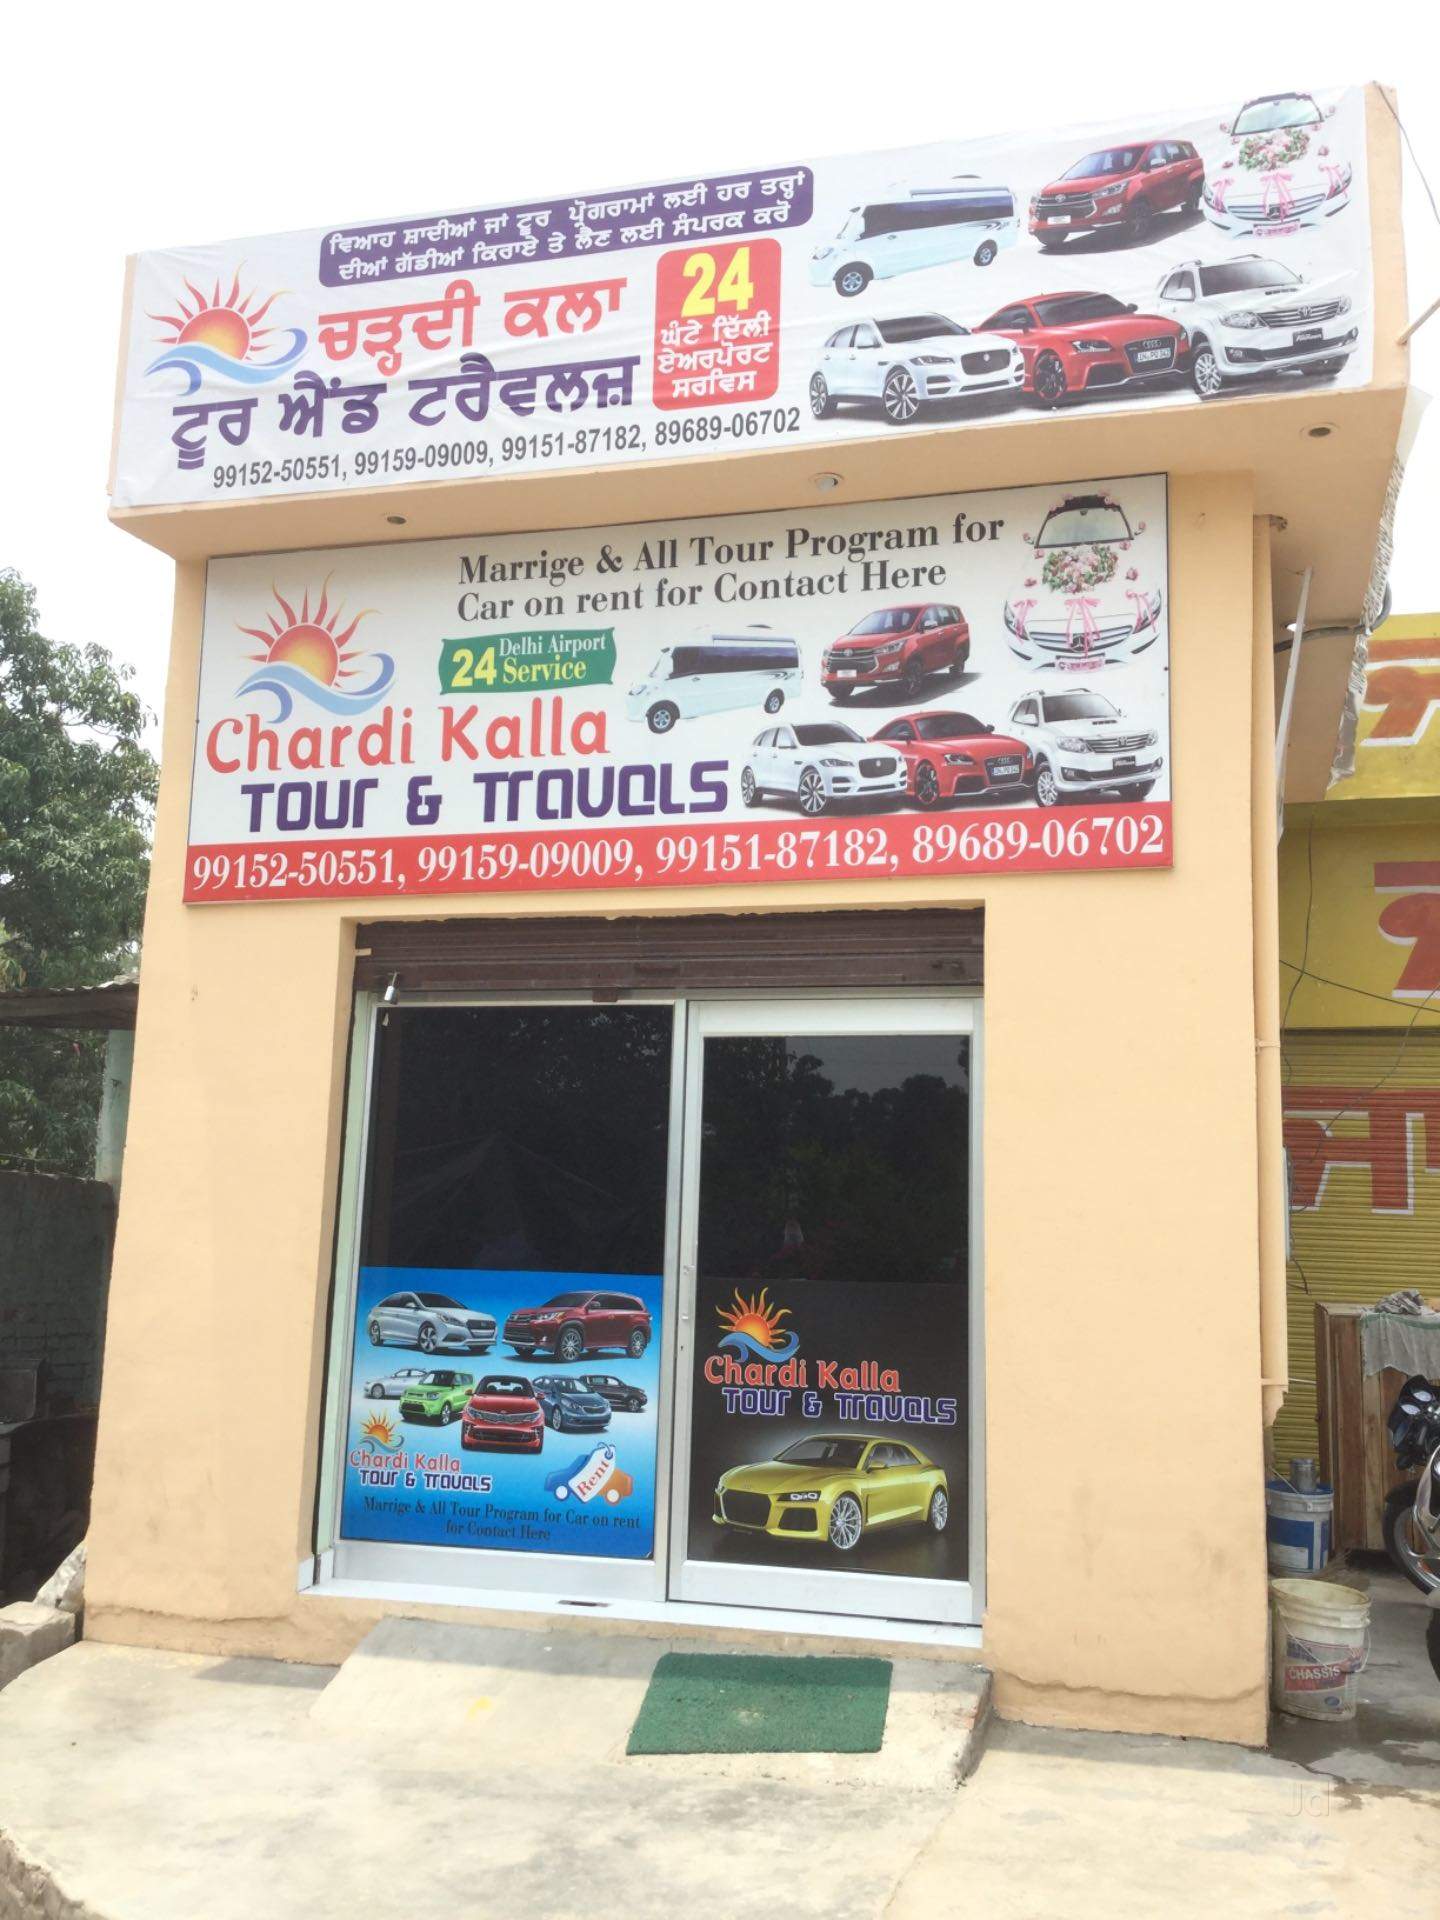 ਵਿਆਹ ਸ਼ਾਦੀਆਂ ਜਾਂ ਟੂਰ ਪ੍ਰੋਗਰਾਮਾਂ ਲਈ ਹਰ ਤਰ੍ਹਾਂ
ਦੀਆਂ ਗੱਡੀਆਂ ਕਿਰਾਏ ਤੇ ਲੈਣ ਲਈ ਸੰਪਰਕ ਕਰੋ
ਚੜ੍ਹਦੀ ਕਲਾ
ਟੂਰ ਐਂਡ ਟਰੈਵਲਜ਼
24
ਘੰਟੇ ਦਿੱਲੀ
ਏਅਰਪੋਰਟ
ਸਰਵਿਸ
99152-50551, 99159-09009, 99151-87182, 89689-06702
Marrige & All Tour Program for
Car on rent for Contact Here
24 Delhi Airport
Service
Chardi Kalla
Tour & Travels
99152-50551, 99159-09009, 99151-87182, 89689-06702
Chardi Kalla
Tour & Travels
Rent
Marrige & All Tour Program for Car on rent
for Contact Here
Chardi Kalla
Tour & Travels
CHASSIS
Jd